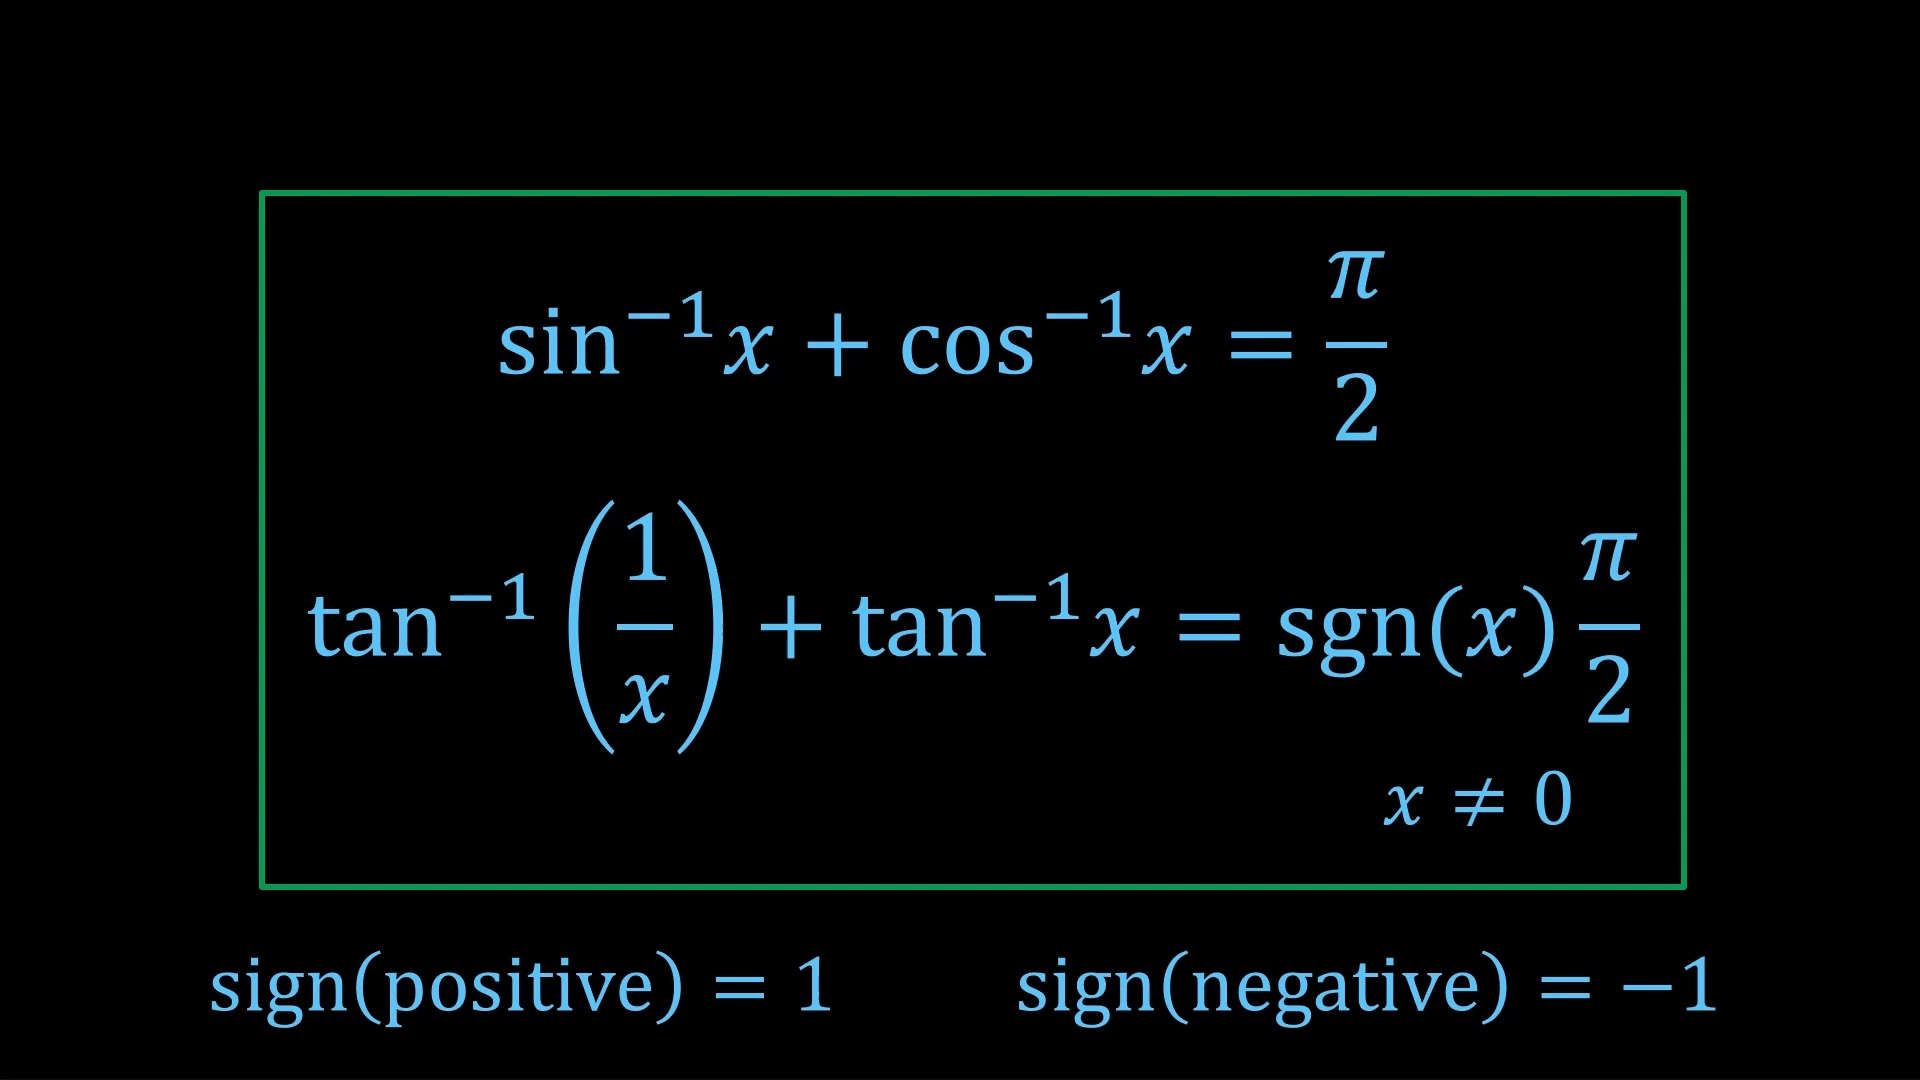 sin⁻¹x + cos⁻¹x = π/2
tan⁻¹(1/x) + tan⁻¹x = sgn(x) π/2
x ≠ 0
sign(positive) = 1 sign(negative) = −1